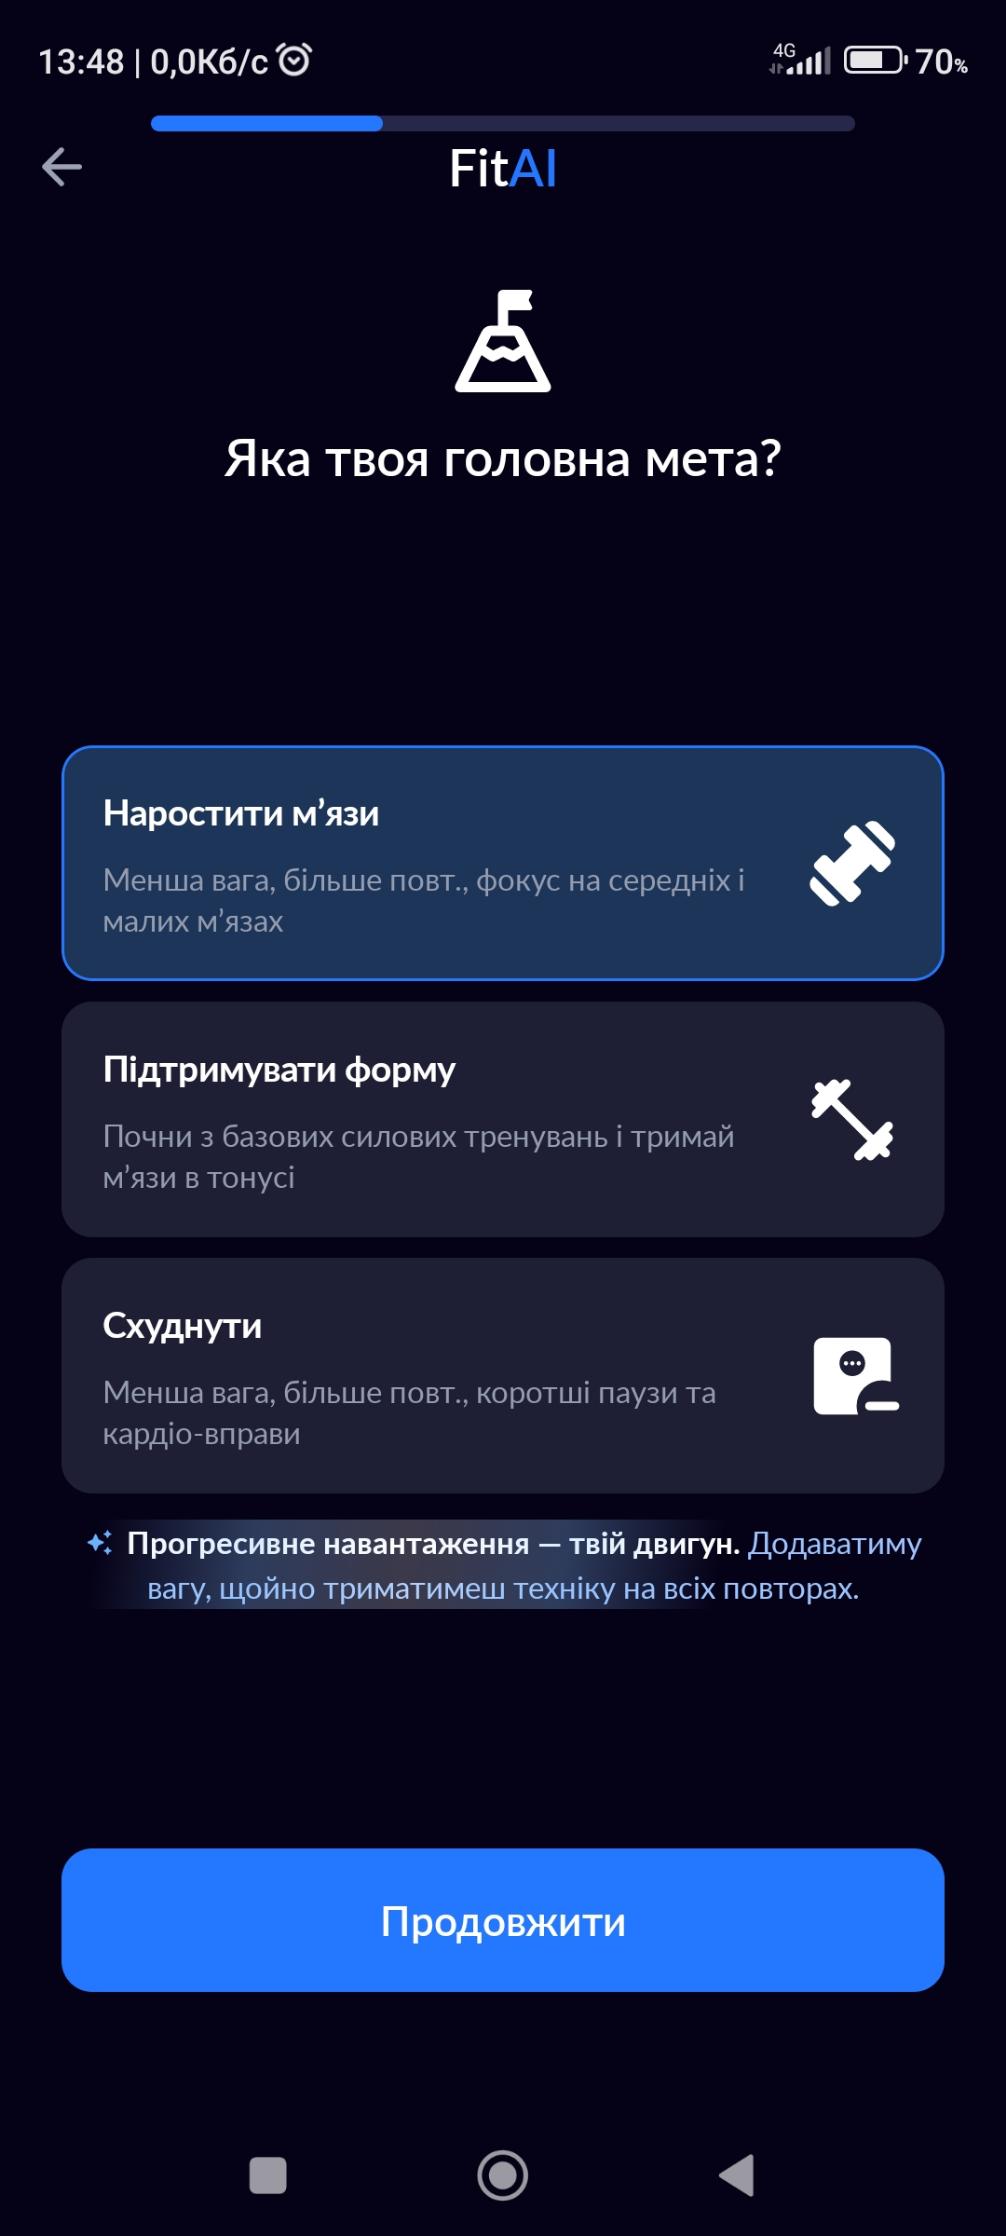 13:48 | 0,0Кб/с 4G 70%
FitAI
Яка твоя головна мета?
Наростити м’язи
Менша вага, більше повт., фокус на середніх і
малих м’язах
Підтримувати форму
Почни з базових силових тренувань і тримай
м’язи в тонусі
Схуднути
Менша вага, більше повт., коротші паузи та
кардіо-вправи
Прогресивне навантаження — твій двигун. Додаватиму
вагу, щойно триматимеш техніку на всіх повторах.
Продовжити